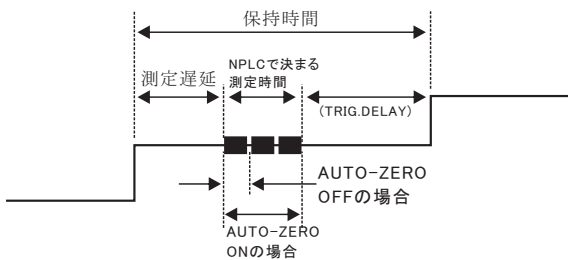 保持時間
測定遅延
NPLCで決まる
測定時間
(TRIG.DELAY)
AUTO-ZERO
OFFの場合
AUTO-ZERO
ONの場合